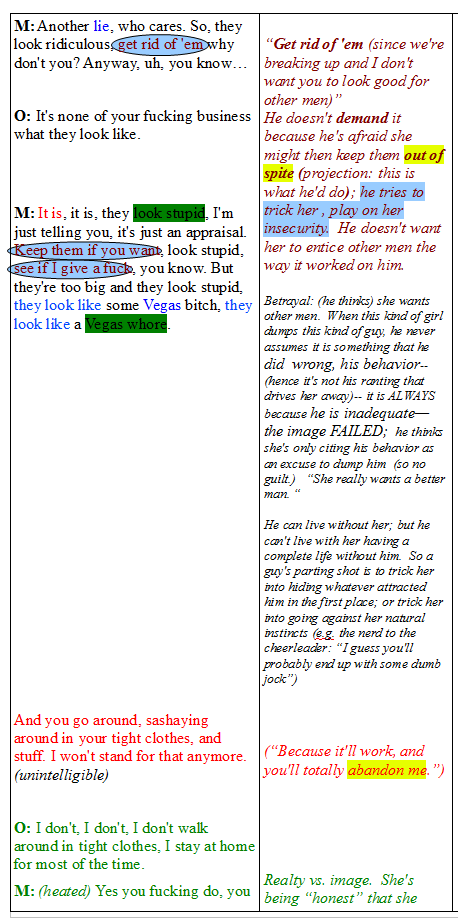 M: Another lie, who cares. So, they
look ridiculous, get rid of 'em why
don't you? Anyway, uh, you know…
O: It's none of your fucking business
what they look like.
M: It is, it is, they look stupid, I'm
just telling you, it's just an appraisal.
Keep them if you want, look stupid,
see if I give a fuck, you know. But
they're too big and they look stupid,
they look like some Vegas bitch, they
look like a Vegas whore.
And you go around, sashaying
around in your tight clothes, and
stuff. I won't stand for that anymore.
(unintelligible)
O: I don't, I don't, I don't walk
around in tight clothes, I stay at home
for most of the time.
M: (heated) Yes you fucking do, you
“Get rid of 'em (since we're
breaking up and I don't
want you to look good for
other men)”
He doesn't demand it
because he's afraid she
might then keep them out of
spite (projection: this is
what he'd do); he tries to
trick her , play on her
insecurity. He doesn't want
her to entice other men the
way it worked on him.
Betrayal: (he thinks) she wants
other men. When this kind of girl
dumps this kind of guy, he never
assumes it is something that he
did wrong, his behavior--
(hence it's not his ranting that
drives her away)-- it is ALWAYS
because he is inadequate—
the image FAILED; he thinks
she's only citing his behavior as
an excuse to dump him (so no
guilt.) “She really wants a better
man. “
He can live without her; but he
can't live with her having a
complete life without him. So a
guy's parting shot is to trick her
into hiding whatever attracted
him in the first place; or trick her
into going against her natural
instincts (e.g. the nerd to the
cheerleader: “I guess you'll
probably end up with some dumb
jock”)
(“Because it'll work, and
you'll totally abandon me.”)
Realty vs. image. She's
being “honest” that she